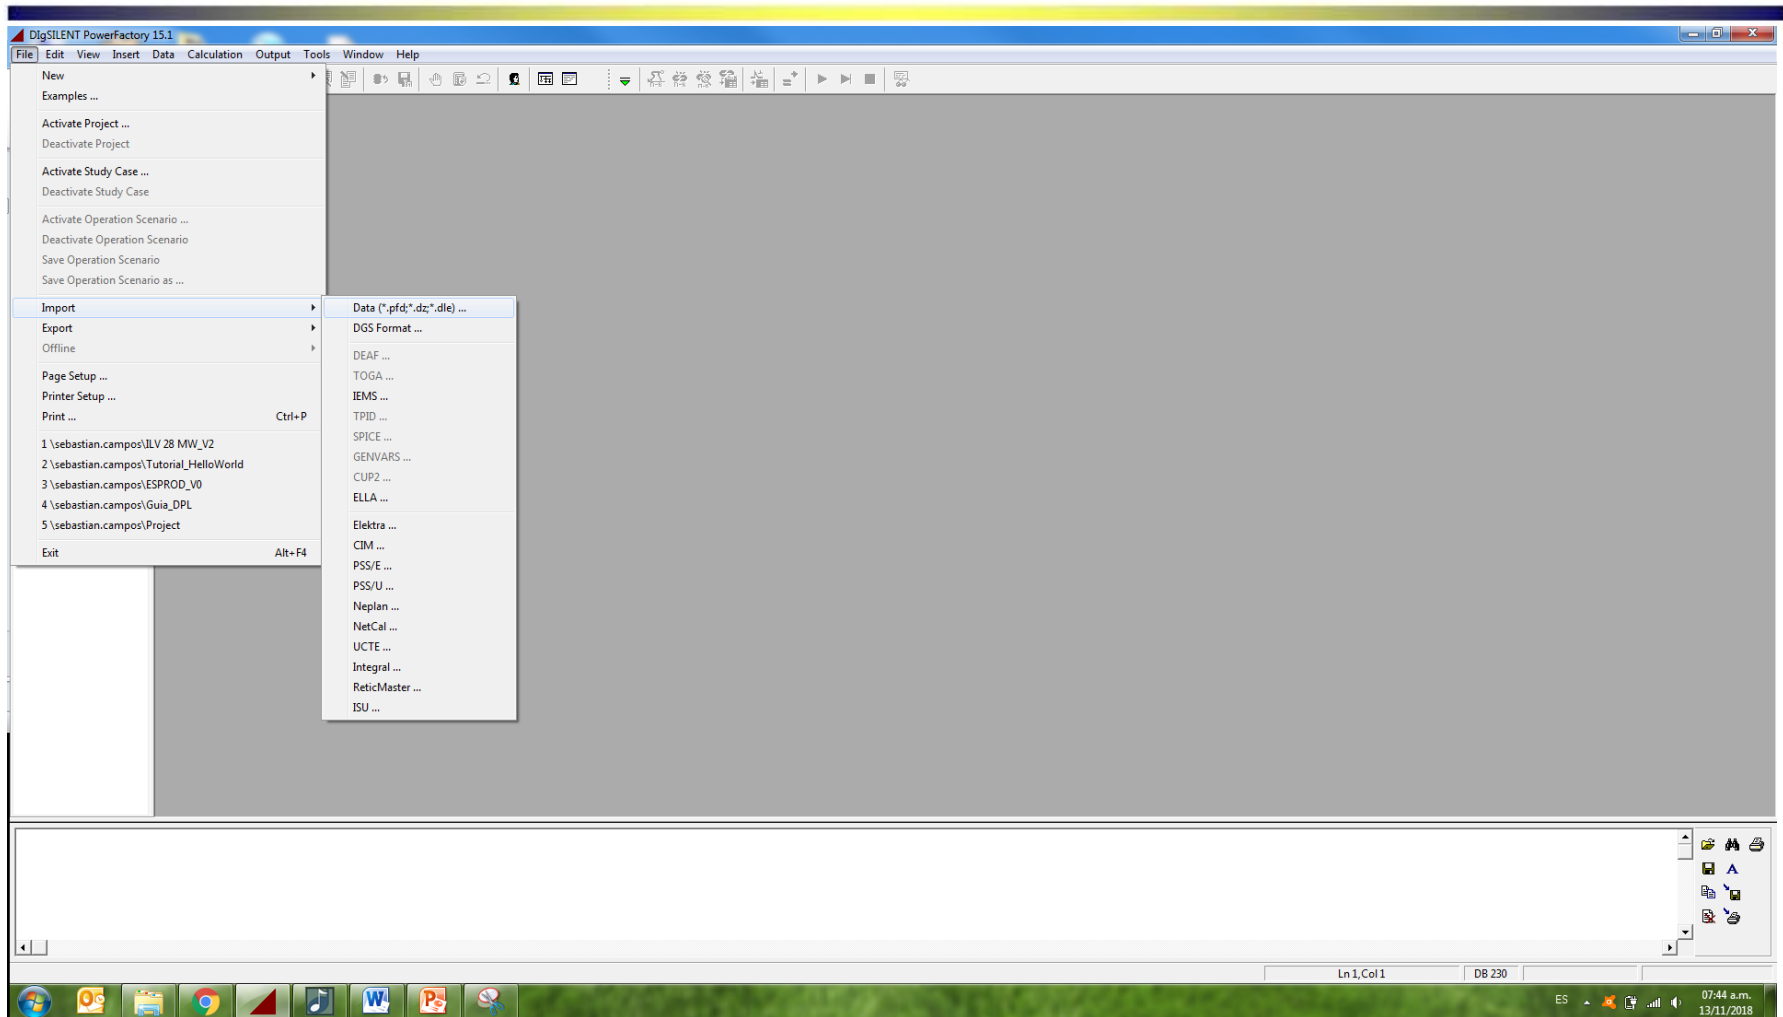 DIgSILENT PowerFactory 15.1
File Edit View Insert Data Calculation Output Tools Window Help
New
Examples ...
Activate Project ...
Deactivate Project
Activate Study Case ...
Deactivate Study Case
Activate Operation Scenario ...
Deactivate Operation Scenario
Save Operation Scenario
Save Operation Scenario as ...
Import
Export
Offline
Page Setup ...
Printer Setup ...
Print ... Ctrl+P
1 \sebastian.campos\ILV 28 MW_V2
2 \sebastian.campos\Tutorial_HelloWorld
3 \sebastian.campos\ESPROD_V0
4 \sebastian.campos\Guia_DPL
5 \sebastian.campos\Project
Exit Alt+F4
Data (*.pfd;*.dz;*.dle) ...
DGS Format ...
DEAF ...
TOGA ...
IEMS ...
TPID ...
SPICE ...
GENVARS ...
CUP2 ...
ELLA ...
Elektra ...
CIM ...
PSS/E ...
PSS/U ...
Neplan ...
NetCal ...
UCTE ...
Integral ...
ReticMaster ...
ISU ...
Ln 1,Col 1 DB 230
ES 07:44 a.m.
13/11/2018